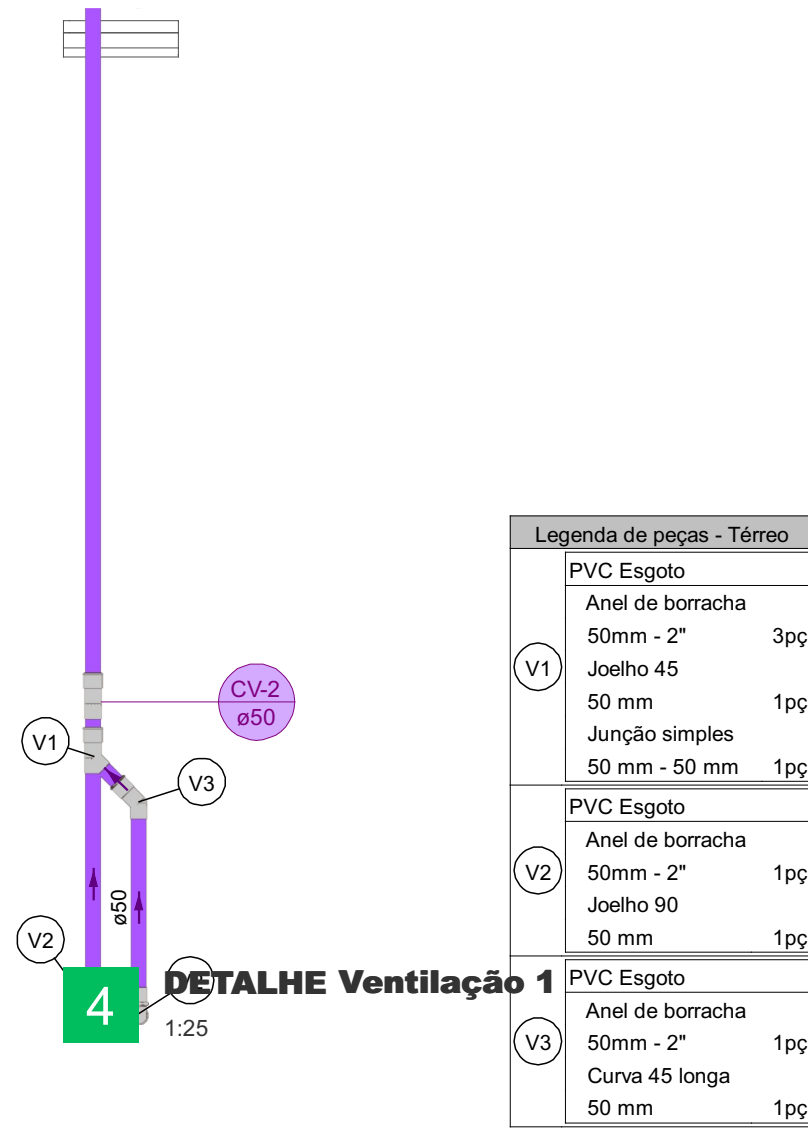 CV-2
ø50
V1
V3
ø50
V2
4
DETALHE Ventilação 1
1:25
Legenda de peças - Térreo
V1
PVC Esgoto
Anel de borracha
50mm - 2" 3pç
Joelho 45
50 mm 1pç
Junção simples
50 mm - 50 mm 1pç
V2
PVC Esgoto
Anel de borracha
50mm - 2" 1pç
Joelho 90
50 mm 1pç
V3
PVC Esgoto
Anel de borracha
50mm - 2" 1pç
Curva 45 longa
50 mm 1pç